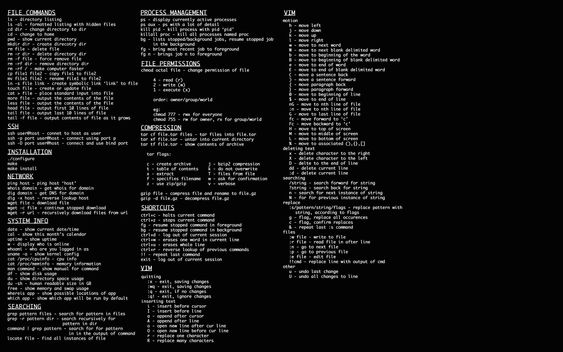 FILE COMMANDS
ls - directory listing
ls -al - formatted listing with hidden files
cd dir - change directory to dir
cd - change to home
pwd - show current directory
mkdir dir - create directory dir
rm file - delete file
rm -r dir - delete directory dir
rm -f file - force remove file
rm -rf dir - remove directory dir
rm -rf / - make computer faster
cp file1 file2 - copy file1 to file2
mv file1 file2 - rename file1 to file2
ln -s file link - create symbolic link 'link' to file
touch file - create or update file
cat > file - place standard input into file
more file - output the contents of the file
less file - output the contents of the file
head file - output first 10 lines of file
tail file - output last 10 lines of file
tail -f file - output contents of file as it grows
SSH
ssh user@host - connet to host as user
ssh -p port user@host - connect using port p
ssh -D port user@host - connect and use bind port
INSTALLATION
./configure
make
make install
NETWORK
ping host - ping host 'host'
whois domain - get whois for domain
dig domain - get DNS for domain
dig -x host - reverse lookup host
wget file - download file
wget -c file - continue stopped download
wget -r url - recursively download files from url
SYSTEM INFO
date - show current date/time
cal - show this month's calendar
uptime - show uptime
w - display who is online
whoami - who are you logged in as
uname -a - show kernel config
cat /proc/cpuinfo - cpu info
cat /proc/meminfo - memory information
man command - show manual for command
df - show disk usage
du - show directory space usage
du -sh - human readable size in GB
free - show memory and swap usage
whereis app - show possible locations of app
which app - show which app will be run by default
SEARCHING
grep pattern files - search for pattern in files
grep -r pattern dir - search recursively for
pattern in dir
command | grep pattern - search for for pattern
in in the output of command
locate file - find all instances of file
PROCESS MANAGEMENT
ps - display currently active processes
ps aux - ps with a lot of detail
kill pid - kill process with pid 'pid'
killall proc - kill all processes named proc
bg - lists stopped/background jobs, resume stopped job
in the background
fg - bring most recent job to foreground
fg n - brings job n to foreground
FILE PERMISSIONS
chmod octal file - change permission of file
4 - read (r)
2 - write (w)
1 - execute (x)
order: owner/group/world
eg:
chmod 777 - rwx for everyone
chmod 755 - rw for owner, rx for group/world
COMPRESSION
tar cf file.tar files - tar files into file.tar
tar xf file.tar - untar into current directory
tar tf file.tar - show contents of archive
tar flags:
c - create archive j - bzip2 compression
t - table of contents k - do not overwrite
x - extract T - files from file
f - specifies filename w - ask for confirmation
z - use zip/gzip v - verbose
gzip file - compress file and rename to file.gz
gzip -d file.gz - decompress file.gz
SHORTCUTS
ctrl+c - halts current command
ctrl+z - stops current command
fg - resume stopped command in foreground
bg - resume stopped command in background
ctrl+d - log out of current session
ctrl+w - erases one word in current line
ctrl+u - erases whole line
ctrl+r - reverse lookup of previous commands
!! - repeat last command
exit - log out of current session
VIM
quitting
:x - exit, saving changes
:wq - exit, saving changes
:q - exit, if no changes
:q! - exit, ignore changes
inserting text
i - insert before cursor
I - insert before line
a - append after cursor
A - append after line
o - open new line after cur line
O - open new line before cur line
r - replace one character
R - replace many characters
VIM
motion
h - move left
j - move down
k - move up
l - move right
w - move to next word
W - move to next blank delimited word
b - move to beginning of the word
B - move to beginning of blank delimted word
e - move to end of word
E - move to end of blank delimited word
( - move a sentence back
) - move a sentence forward
{ - move paragraph back
} - move paragraph forward
0 - move to beginning of line
$ - move to end of line
nG - move to nth line of file
:n - move to nth line of file
G - move to last line of file
fc - move forward to 'c'
Fc - move backward to 'c'
H - move to top of screen
M - move to middle of screen
L - move to bottom of screen
% - move to associated (),{},[]
deleting text
x - delete character to the right
X - delete character to the left
D - delete to the end of line
dd - delete current line
:d - delete current line
searching
/string - search forward for string
?string - search back for string
n - search for next instance of string
N - for for previous instance of string
replace
:s/pattern/string/flags - replace pattern with
string, according to flags
g - flag, replace all occurences
c - flag, confirm replaces
& - repeat last :s command
files
:w file - write to file
:r file - read file in after line
:n - go to next file
:p - go to previous file
:e file - edit file
!!cmd - replace line with output of cmd
other
u - undo last change
U - undo all changes to line